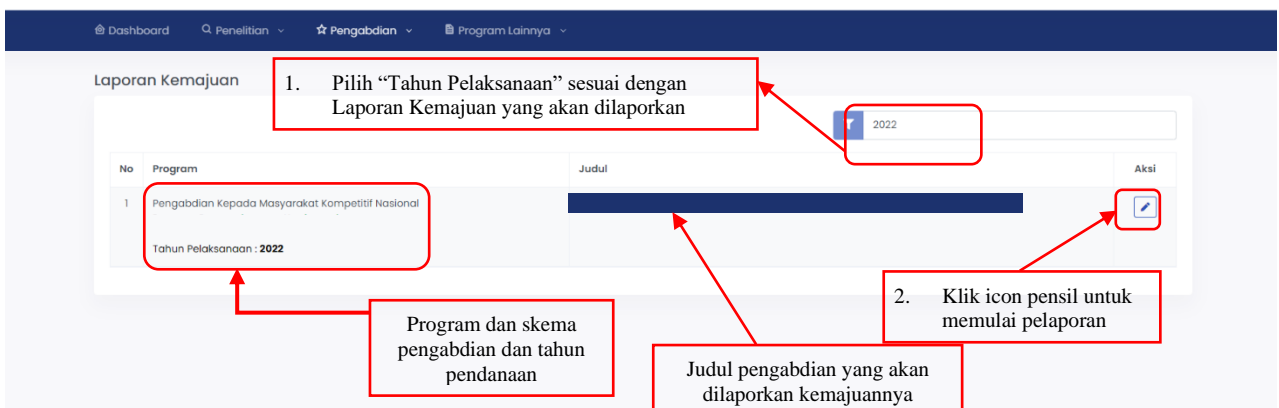 Dashboard Penelitian Pengabdian Program Lainnya
Laporan Kemajuan
1. Pilih “Tahun Pelaksanaan” sesuai dengan
Laporan Kemajuan yang akan dilaporkan
2022
No Program Judul Aksi
1 Pengabdian Kepada Masyarakat Kompetitif Nasional
Tahun Pelaksanaan : 2022
2. Klik icon pensil untuk
memulai pelaporan
Program dan skema
pengabdian dan tahun
pendanaan
Judul pengabdian yang akan
dilaporkan kemajuannya